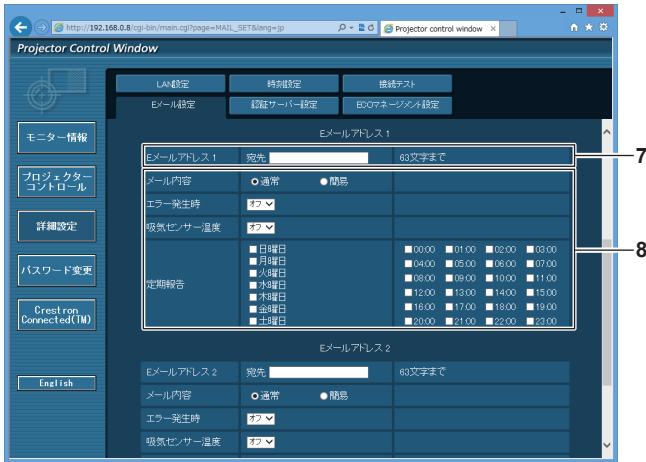 http://192.168.0.8/cgi-bin/main.cgi?page=MAIL_SET&lang=jp
Projector control window
Projector Control Window
LAN設定 時刻設定 接続テスト
Eメール設定 認証サーバー設定 ECOマネージメント設定
モニター情報
プロジェクター
コントロール
詳細設定
パスワード変更
Crestron
Connected(TM)
English
Eメールアドレス 1
Eメールアドレス 1 宛先 63文字まで 7
メール内容 通常 簡易
エラー発生時 オフ
吸気センサー温度 オフ
8
定期報告
日曜日 00:00 01:00 02:00 03:00
月曜日 04:00 05:00 06:00 07:00
火曜日 08:00 09:00 10:00 11:00
水曜日 12:00 13:00 14:00 15:00
木曜日 16:00 17:00 18:00 19:00
金曜日 20:00 21:00 22:00 23:00
土曜日
Eメールアドレス 2
Eメールアドレス 2 宛先 63文字まで
メール内容 通常 簡易
エラー発生時 オフ
吸気センサー温度 オフ